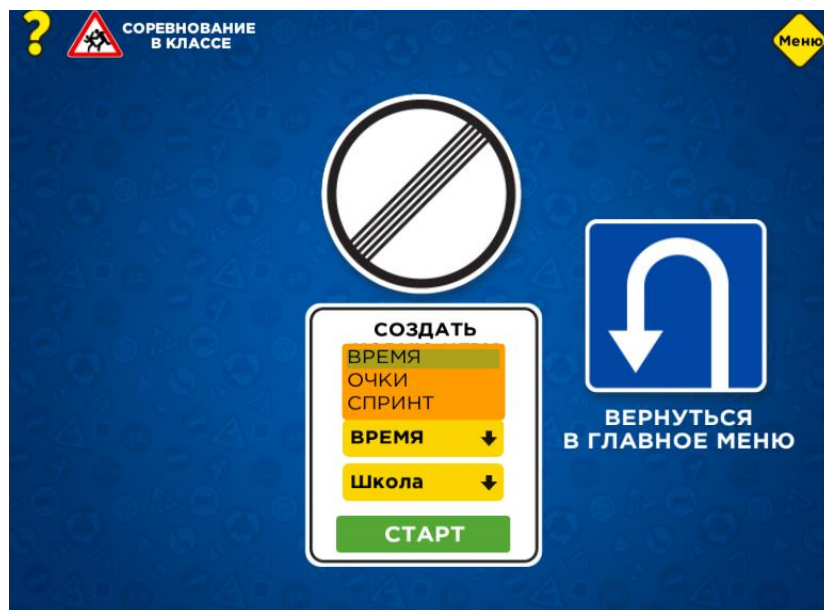 ?
СОРЕВНОВАНИЕ
В КЛАССЕ
Меню
СОЗДАТЬ
ВРЕМЯ
ОЧКИ
СПРИНТ
ВРЕМЯ
Школа
СТАРТ
ВЕРНУТЬСЯ
В ГЛАВНОЕ МЕНЮ